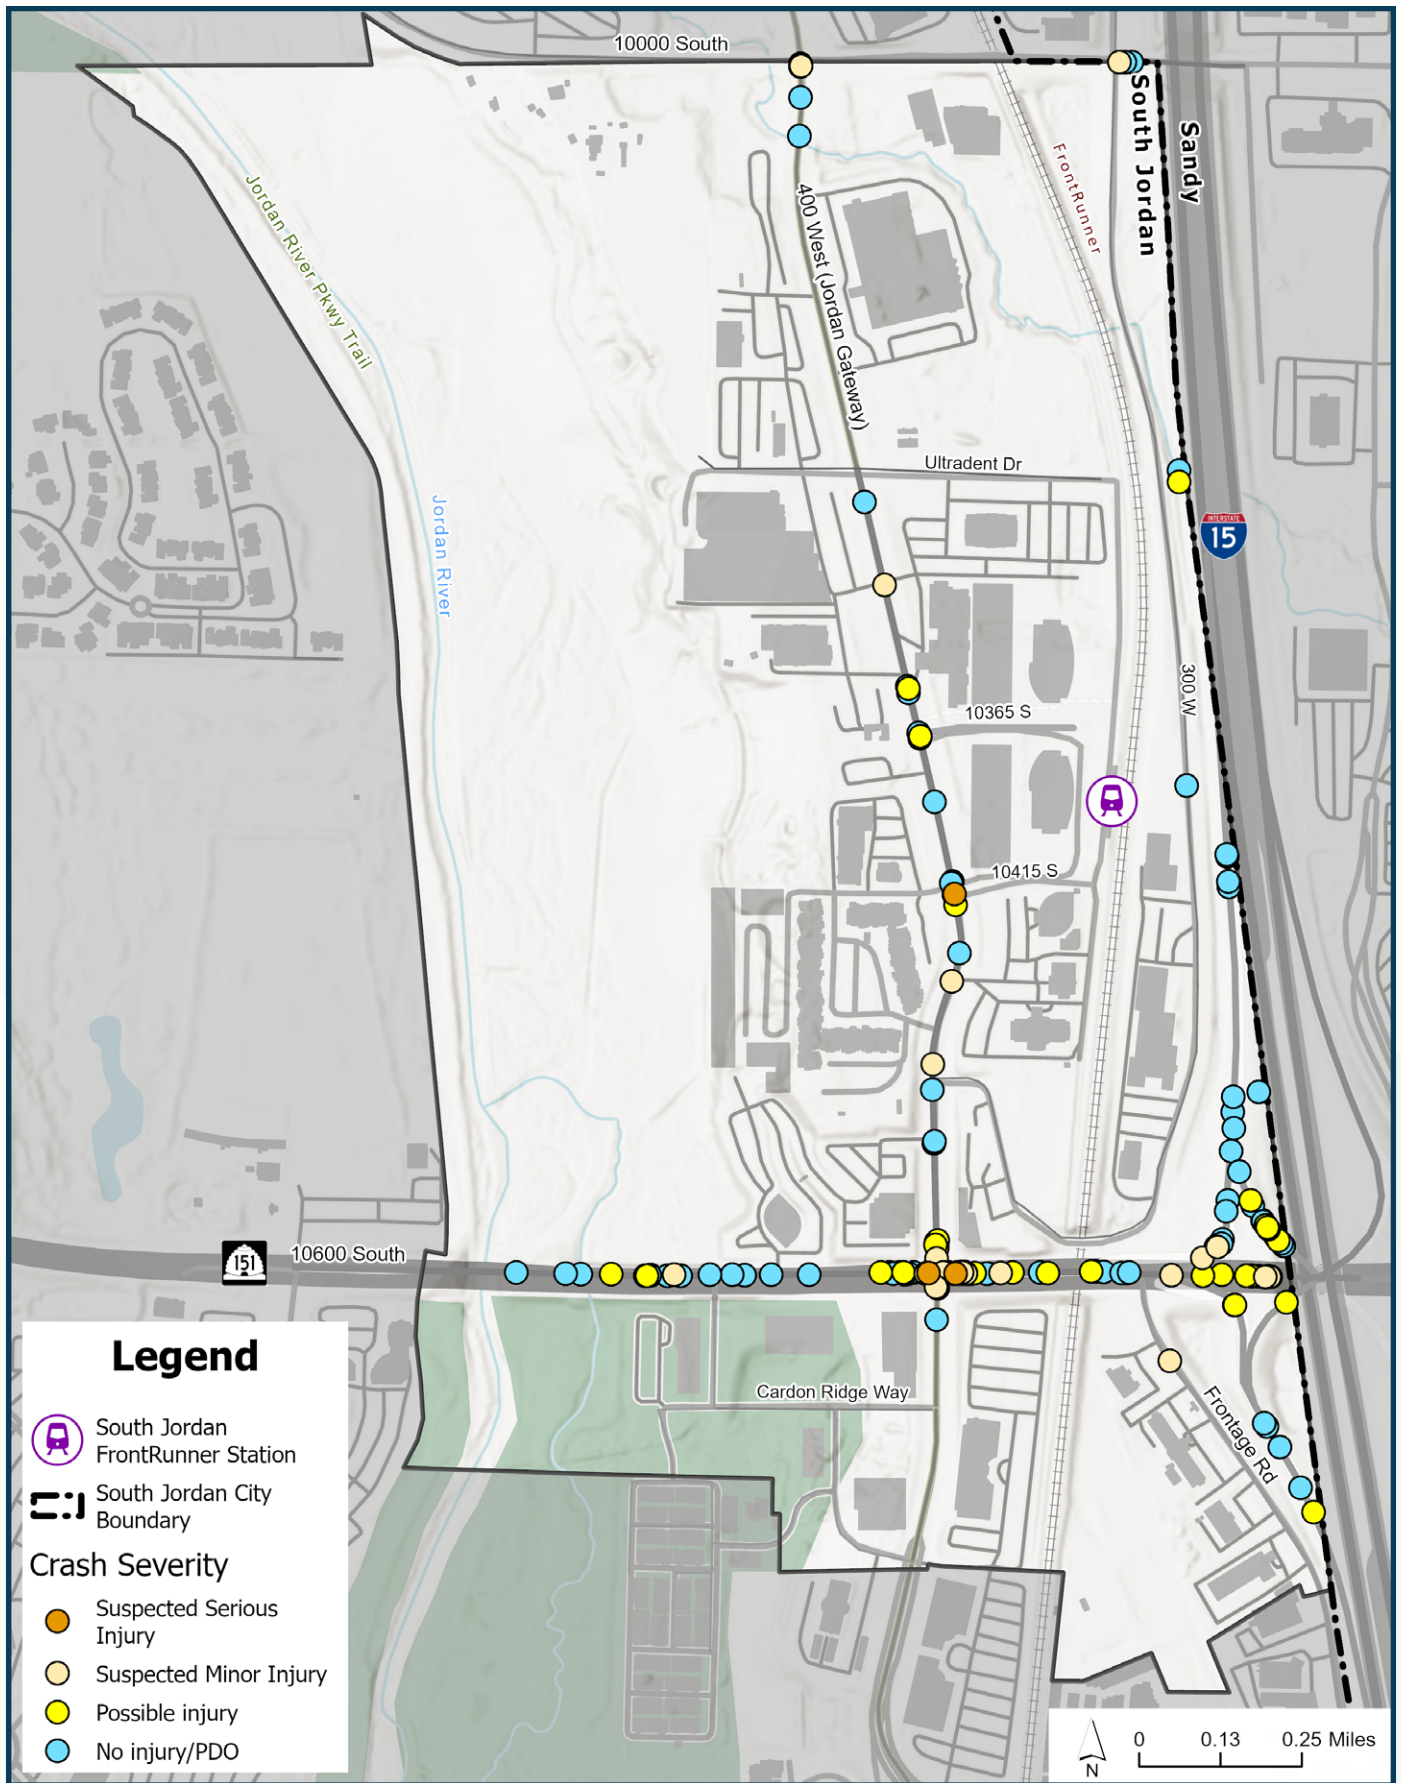 10000 South
South Jordan
Sandy
FrontRunner
Jordan River Pkwy Trail
400 West (Jordan Gateway)
Ultradent Dr
Jordan River
INTERSTATE
15
300 W
10365 S
10415 S
151
10600 South
Cardon Ridge Way
Frontage Rd
Legend
South Jordan
FrontRunner Station
South Jordan City
Boundary
Crash Severity
Suspected Serious
Injury
Suspected Minor Injury
Possible injury
No injury/PDO
N
0 0.13 0.25 Miles